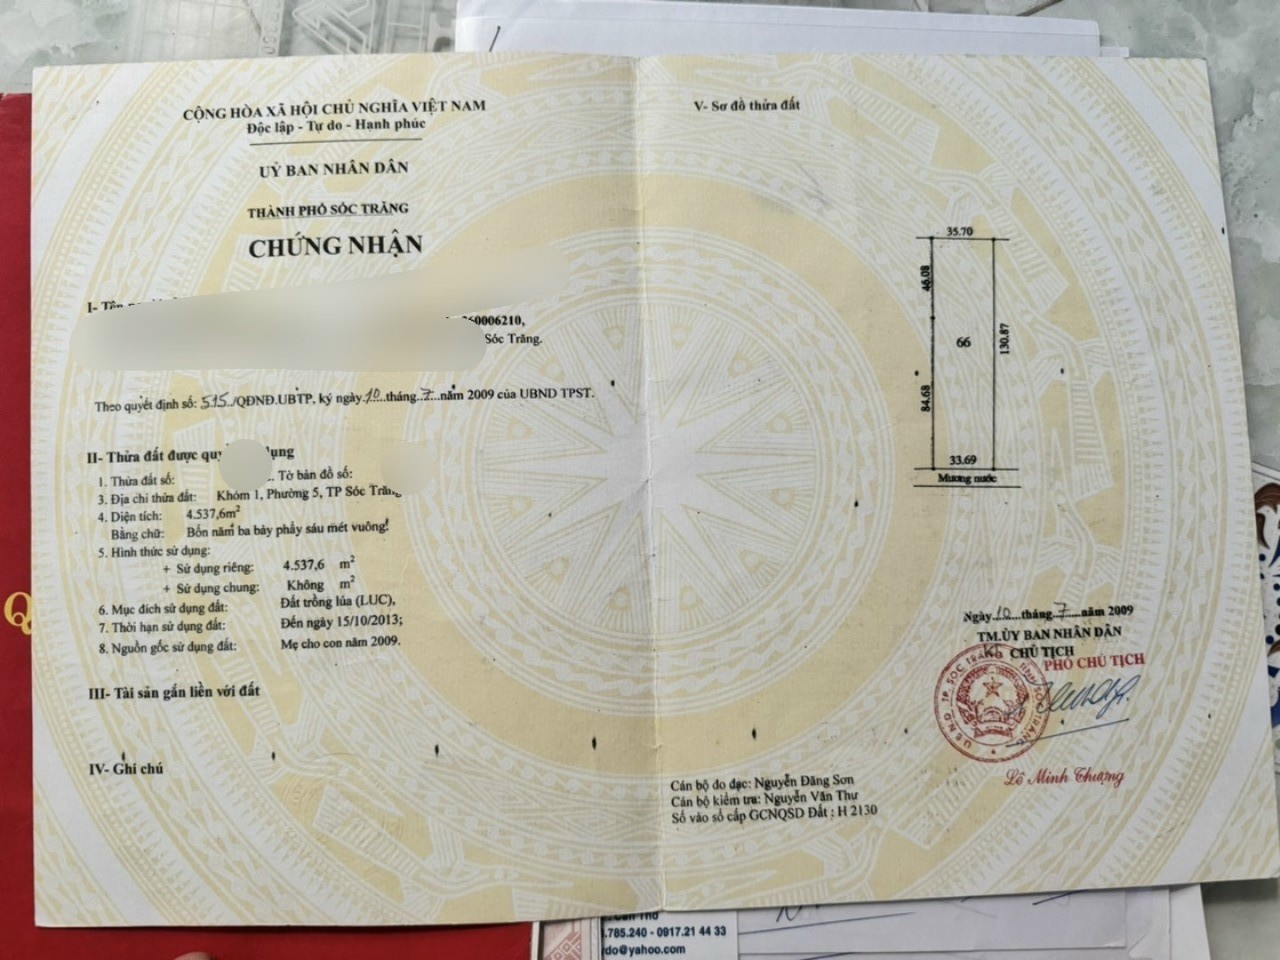 CỘNG HÒA XÃ HỘI CHỦ NGHĨA VIỆT NAM
Độc lập - Tự do - Hạnh phúc
UỶ BAN NHÂN DÂN
THÀNH PHỐ SÓC TRĂNG
CHỨNG NHẬN
I- Tên
60006210,
Sóc Trăng.
Theo quyết định số: 515/QĐNĐ.UBTP, ký ngày 10 tháng 7 năm 2009 của UBND TPST.
II- Thửa đất được dụng
1. Thửa đất số: Tờ bản đồ số:
3. Địa chỉ thửa đất: Khóm 1, Phường 5, TP Sóc Trăng
4. Diện tích: 4.537,6m2
Bằng chữ: Bốn năm ba bảy phẩy sáu mét vuông!
5. Hình thức sử dụng:
+ Sử dụng riêng: 4.537,6 m2
+ Sử dụng chung: Không m2
6. Mục đích sử dụng đất: Đất trồng lúa (LUC),
7. Thời hạn sử dụng đất: Đến ngày 15/10/2013;
8. Nguồn gốc sử dụng đất: Mẹ cho con năm 2009.
III- Tài sản gắn liền với đất
IV- Ghi chú
V- Sơ đồ thửa đất
35.70
46.08
66
130.87
84.68
33.69
Mương nước
Ngày 10 tháng 7 năm 2009
TM.ỦY BAN NHÂN DÂN
KT CHỦ TỊCH
PHÓ CHỦ TỊCH
U.B.N.D TP. SÓC TRĂNG TỈNH SÓC TRĂNG
Lê Minh Thượng
Cán bộ đo đạc: Nguyễn Đăng Sơn
Cán bộ kiểm tra: Nguyễn Văn Thư
Số vào sổ cấp GCNQSD Đất : H 2130
Q
Cần Thơ
.785.240 - 0917.21 44 33
do@yahoo.com